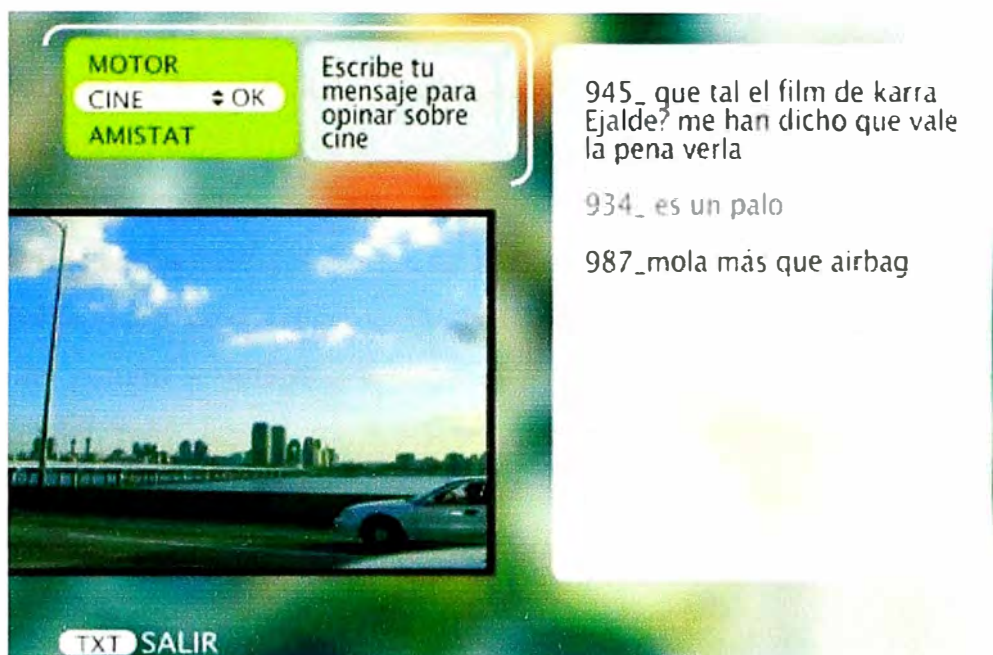 MOTOR
CINE OK
AMISTAT
Escribe tu
mensaje para
opinar sobre
cine
945_ que tal el film de karra
Ejalde? me han dicho que vale
la pena verla
934_ es un palo
987_mola más que airbag
TXT SALIR